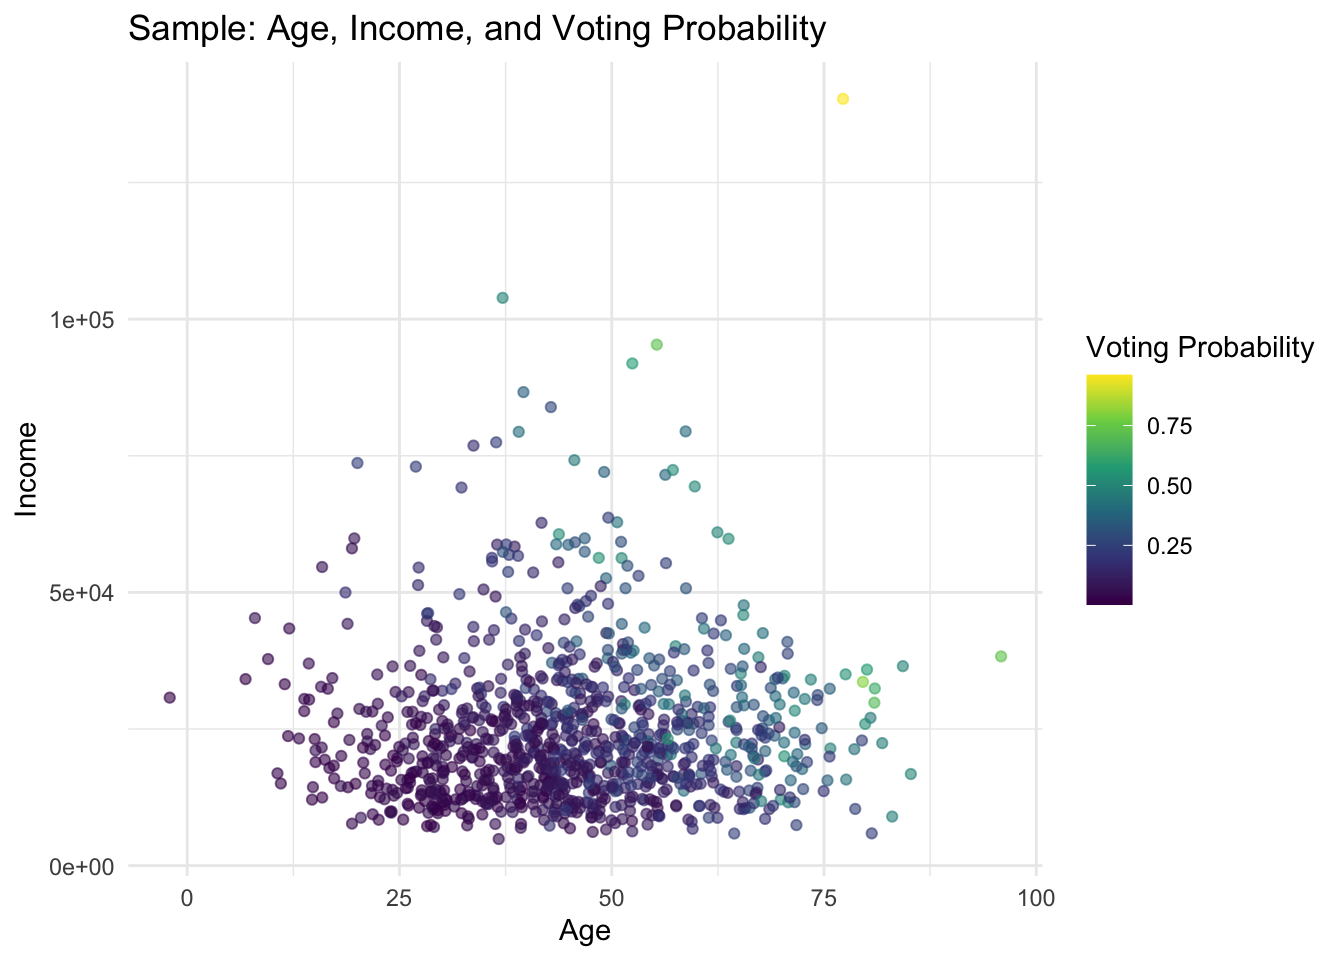 Sample: Age, Income, and Voting Probability
1e+05
5e+04
0e+00
Income
0 25 50 75 100
Age
Voting Probability
0.75
0.50
0.25